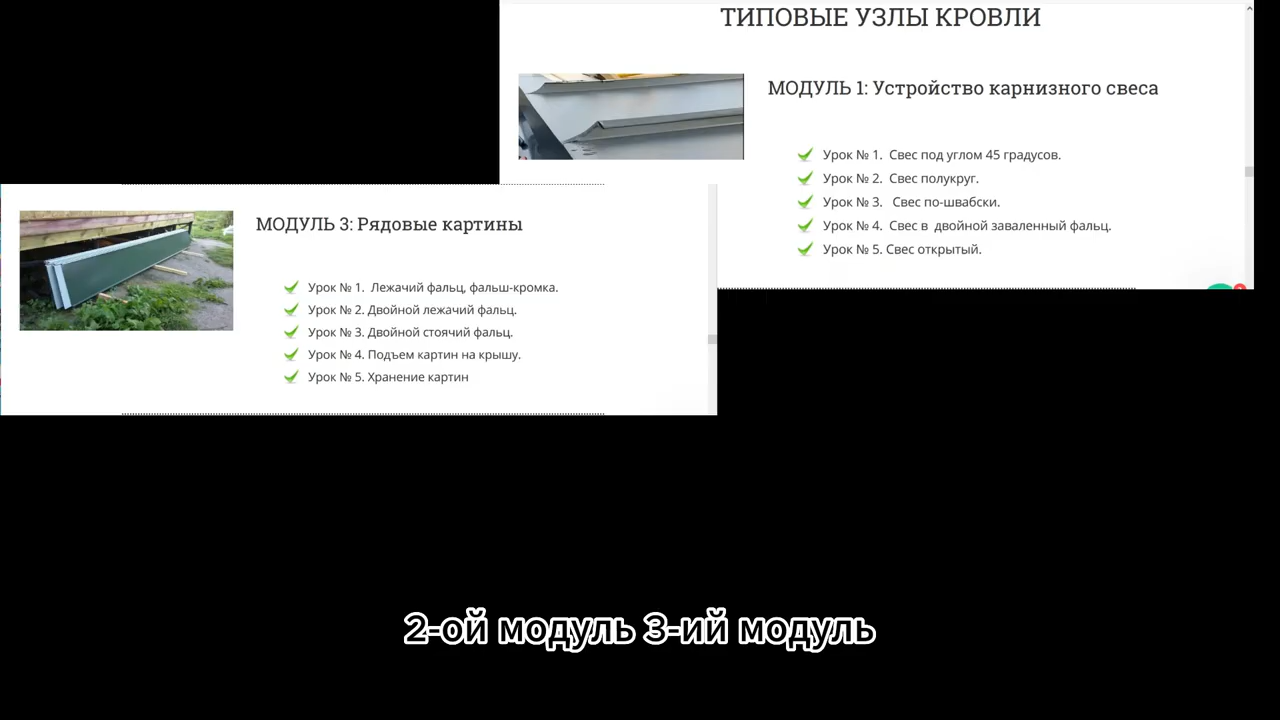 ТИПОВЫЕ УЗЛЫ КРОВЛИ
МОДУЛЬ 1: Устройство карнизного свеса
Урок № 1. Свес под углом 45 градусов.
Урок № 2. Свес полукруг.
Урок № 3. Свес по-швабски.
Урок № 4. Свес в двойной заваленный фальц.
Урок № 5. Свес открытый.
МОДУЛЬ 3: Рядовые картины
Урок № 1. Лежачий фальц, фальш-кромка.
Урок № 2. Двойной лежачий фальц.
Урок № 3. Двойной стоячий фальц.
Урок № 4. Подъем картин на крышу.
Урок № 5. Хранение картин
2-ой модуль 3-ий модуль